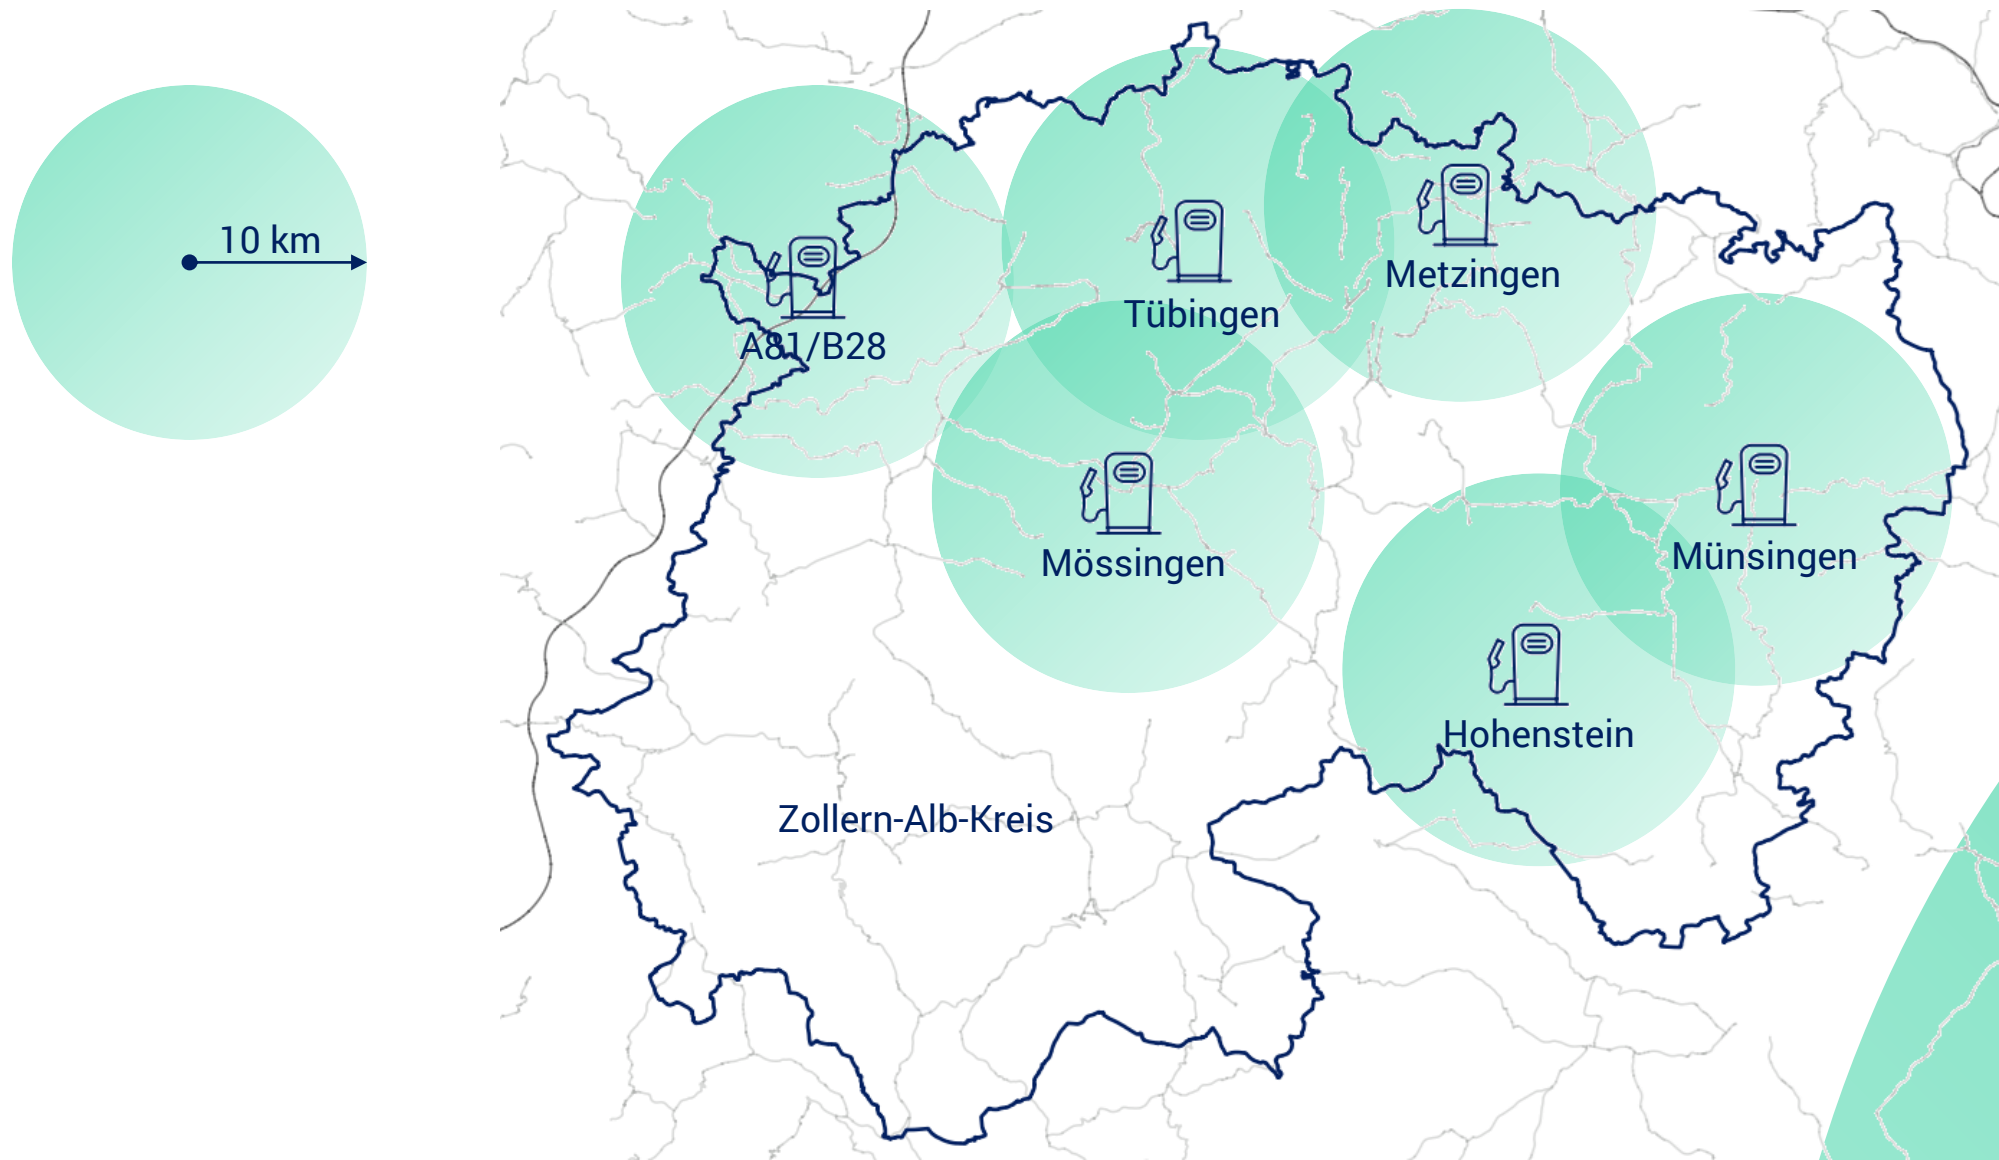 10 km
Metzingen
Tübingen
A81/B28
Münsingen
Mössingen
Hohenstein
Zollern-Alb-Kreis